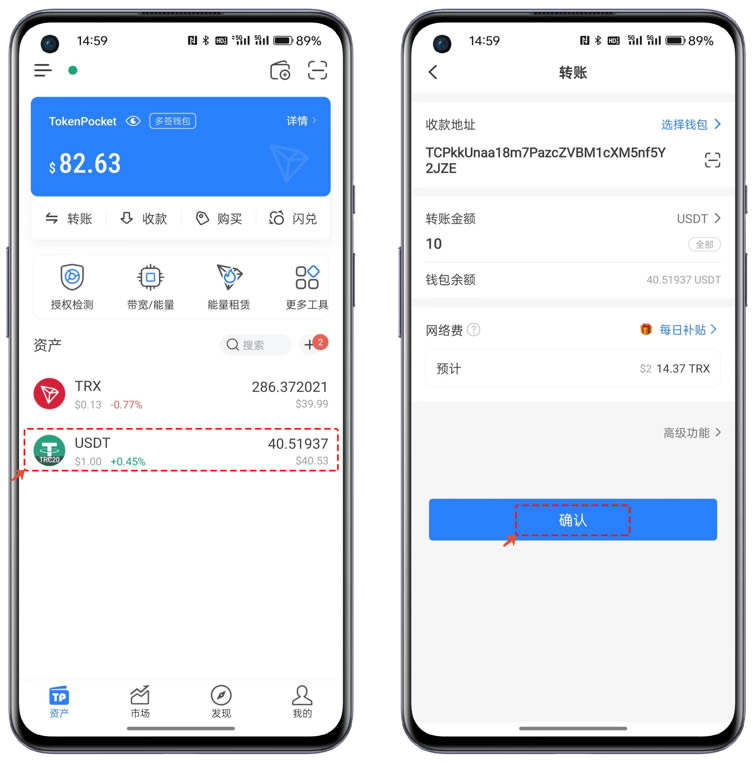 14:59
89%
TokenPocket 多签钱包 详情
$ 82.63
转账 收款 购买 闪兑
授权检测 带宽/能量 能量租赁 更多工具
资产 搜索 2
TRX 286.372021
$0.13 -0.77% $39.99
USDT 40.51937
TRC20 $1.00 +0.45% $40.53
TP
资产 市场 发现 我的
14:59
89%
转账
收款地址 选择钱包
TCPkkUnaa18m7PazcZVBM1cXM5nf5Y
2JZE
转账金额 USDT
10 全部
钱包余额 40.51937 USDT
网络费 ? 每日补贴
预计 $2 14.37 TRX
高级功能
确认